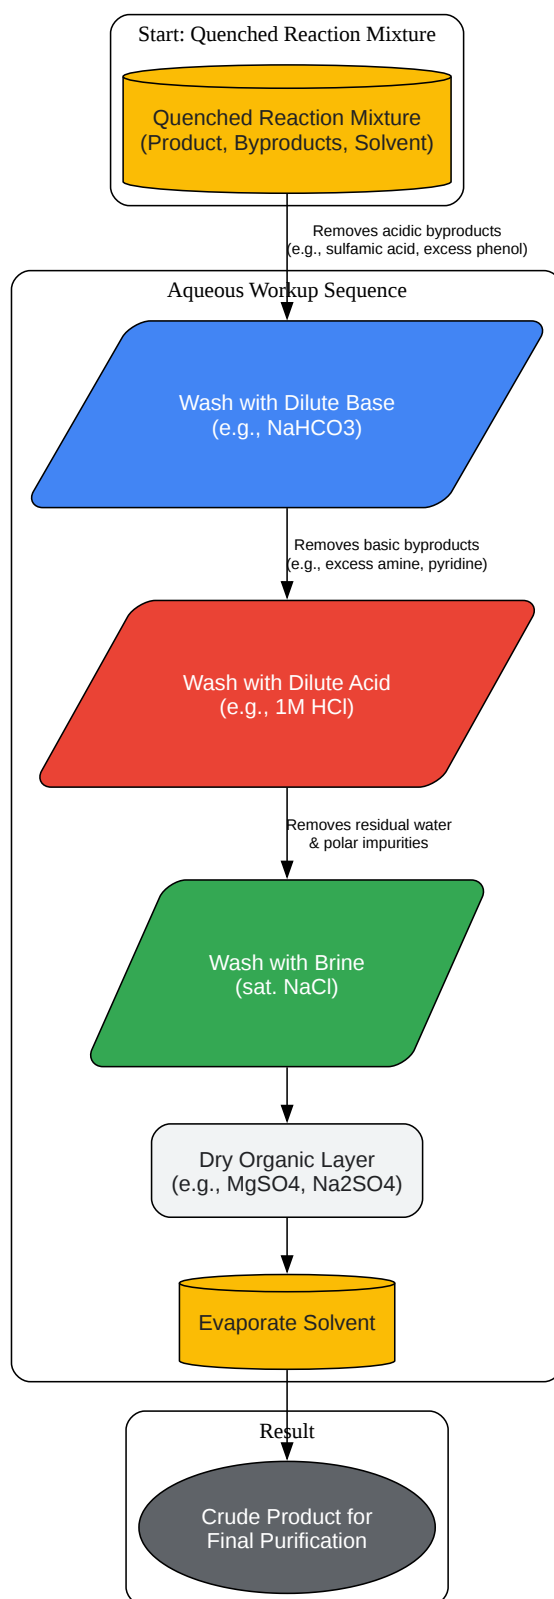 Start: Quenched Reaction Mixture
Quenched Reaction Mixture
(Product, Byproducts, Solvent)
Removes acidic byproducts
(e.g., sulfamic acid, excess phenol)
Aqueous Workup Sequence
Wash with Dilute Base
(e.g., NaHCO3)
Removes basic byproducts
(e.g., excess amine, pyridine)
Wash with Dilute Acid
(e.g., 1M HCl)
Removes residual water
& polar impurities
Wash with Brine
(sat. NaCl)
Dry Organic Layer
(e.g., MgSO4, Na2SO4)
Evaporate Solvent
Result
Crude Product for
Final Purification